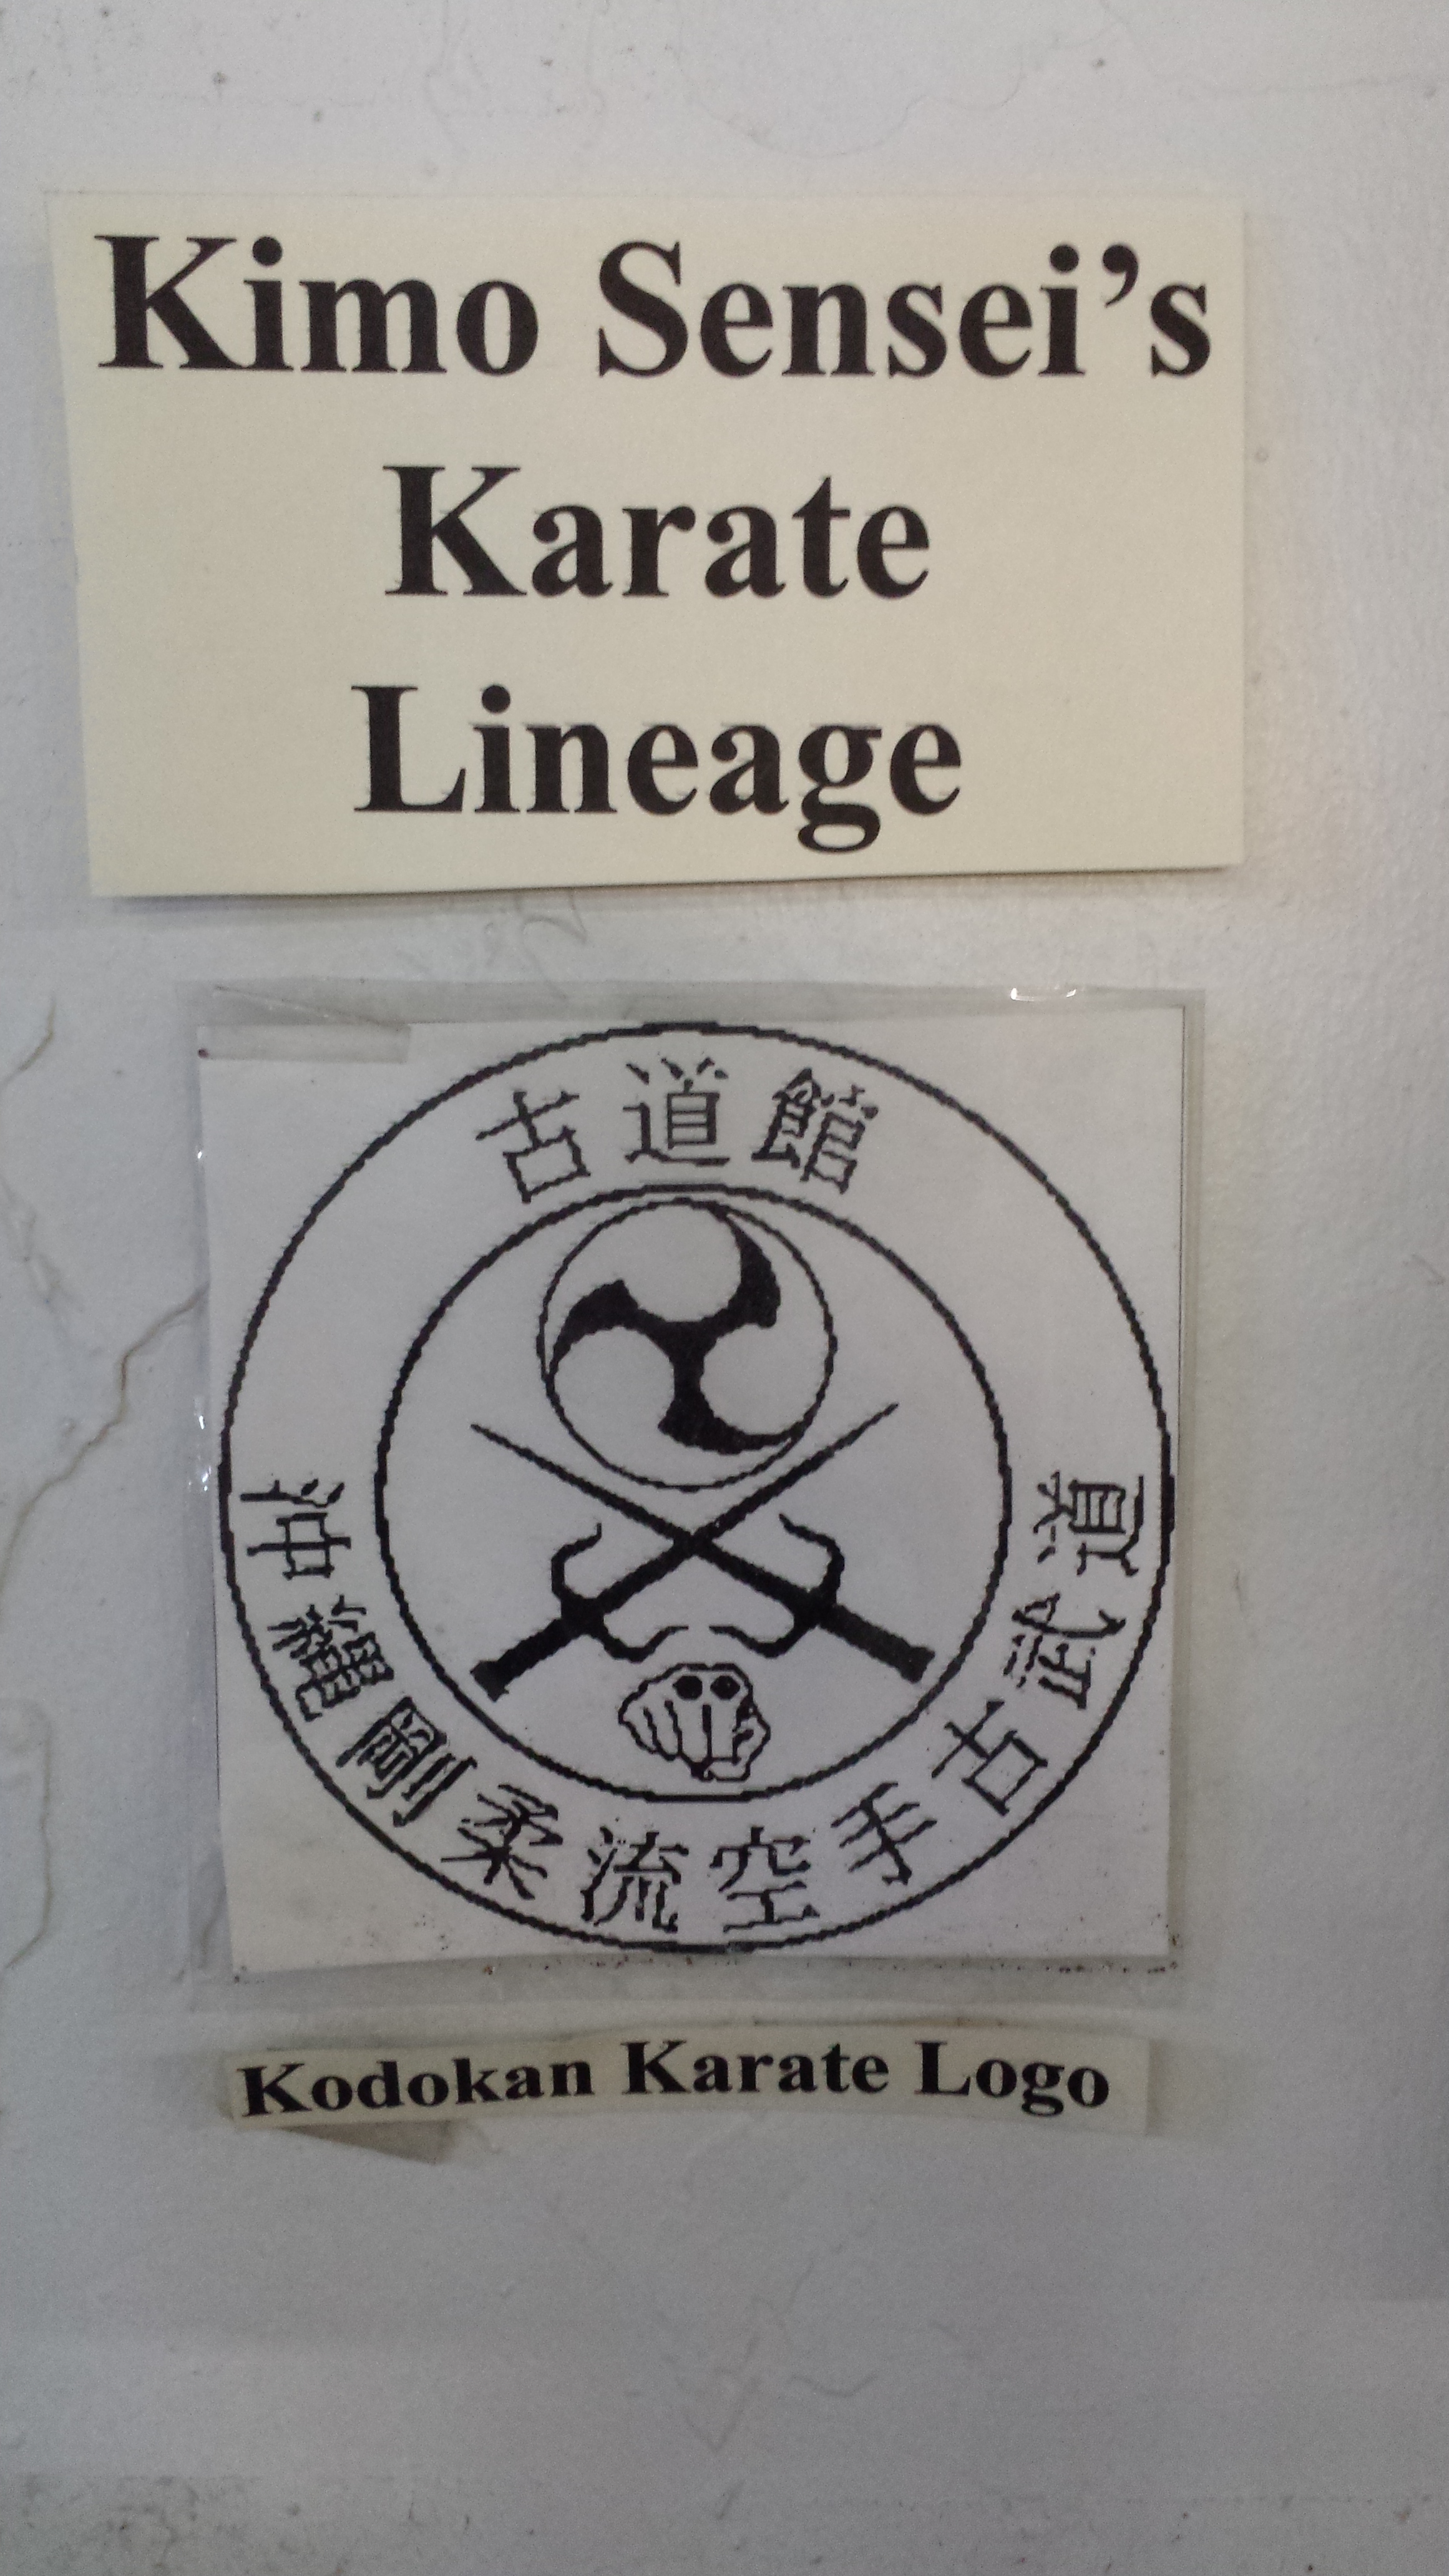 Kimo Sensei’s
Karate
Lineage
古道館
沖繩剛柔流空手古武道
Kodokan Karate Logo